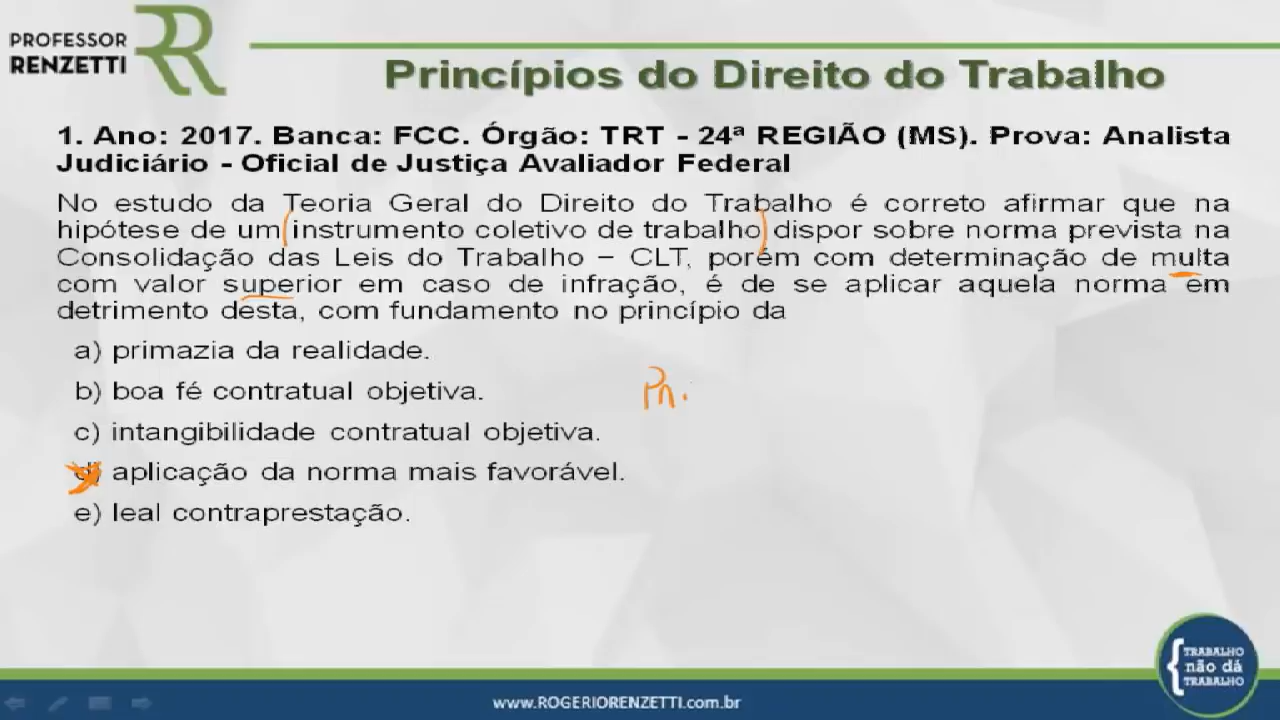 PROFESSOR
RENZETTI
Princípios do Direito do Trabalho
1. Ano: 2017. Banca: FCC. Órgão: TRT - 24ª REGIÃO (MS). Prova: Analista
Judiciário - Oficial de Justiça Avaliador Federal
No estudo da Teoria Geral do Direito do Trabalho é correto afirmar que na
hipótese de um instrumento coletivo de trabalho dispor sobre norma prevista na
Consolidação das Leis do Trabalho – CLT, porém com determinação de multa
com valor superior em caso de infração, é de se aplicar aquela norma em
detrimento desta, com fundamento no princípio da
a) primazia da realidade.
b) boa fé contratual objetiva.
c) intangibilidade contratual objetiva.
d) aplicação da norma mais favorável.
e) leal contraprestação.
TRABALHO
não dá
TRABALHO
www.ROGERIORENZETTI.com.br